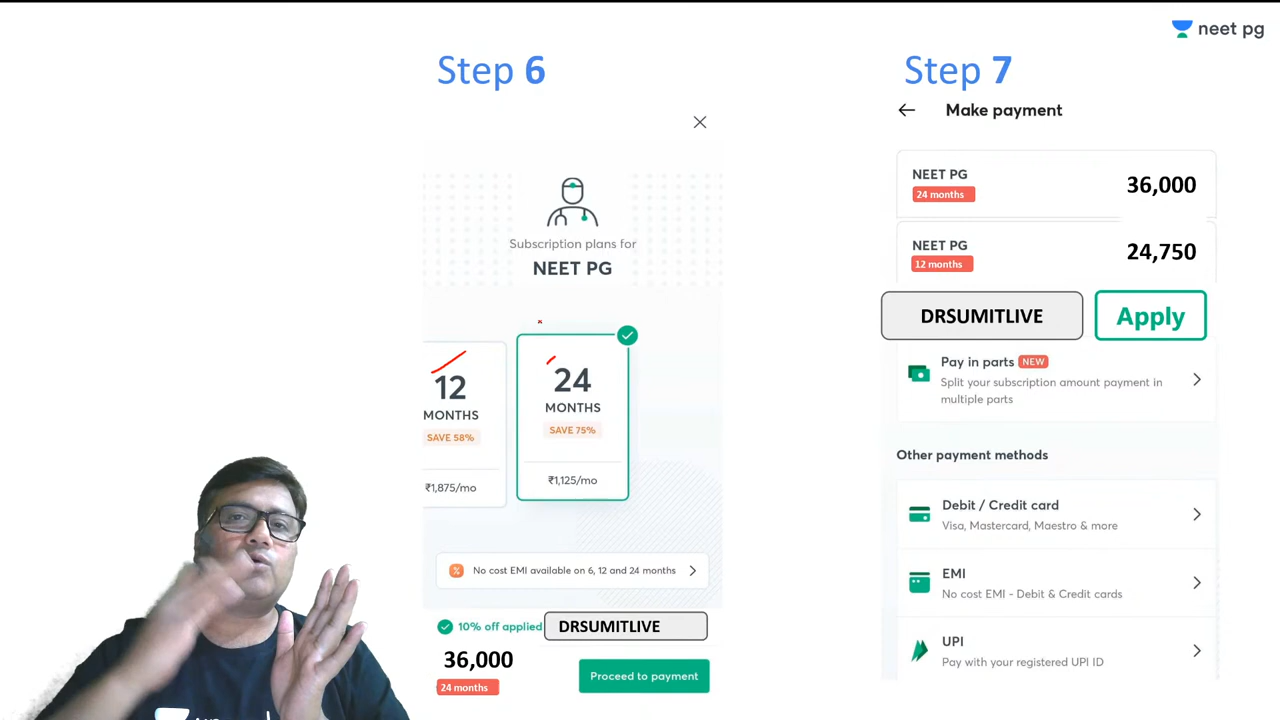 neet pg
Step 6
Subscription plans for
NEET PG
12
MONTHS
SAVE 58%
₹1,875/mo
24
MONTHS
SAVE 75%
₹1,125/mo
No cost EMI available on 6, 12 and 24 months
10% off applied
DRSUMITLIVE
36,000
24 months
Proceed to payment
Step 7
Make payment
NEET PG
24 months
36,000
NEET PG
12 months
24,750
DRSUMITLIVE
Apply
Pay in parts NEW
Split your subscription amount payment in
multiple parts
Other payment methods
Debit / Credit card
Visa, Mastercard, Maestro & more
EMI
No cost EMI - Debit & Credit cards
UPI
Pay with your registered UPI ID